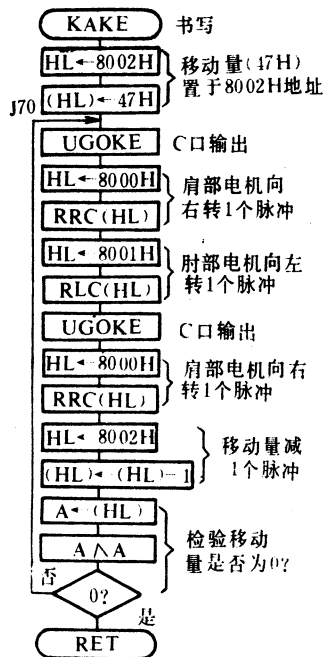 KAKE 书写
HL←8002H 移动量(47H)
J70 (HL)←47H 置于8002H地址
UGOKE C口输出
HL←8000H 肩部电机向
RRC(HL) 右转1个脉冲
HL←8001H 肘部电机向左
RLC(HL) 转1个脉冲
UGOKE C口输出
HL←8000H 肩部电机向右
RRC(HL) 转1个脉冲
HL←8002H 移动量减
(HL)←(HL)-1 1个脉冲
A←(HL)
A∧A 检验移动
否 0? 量是否为0?
是
RET